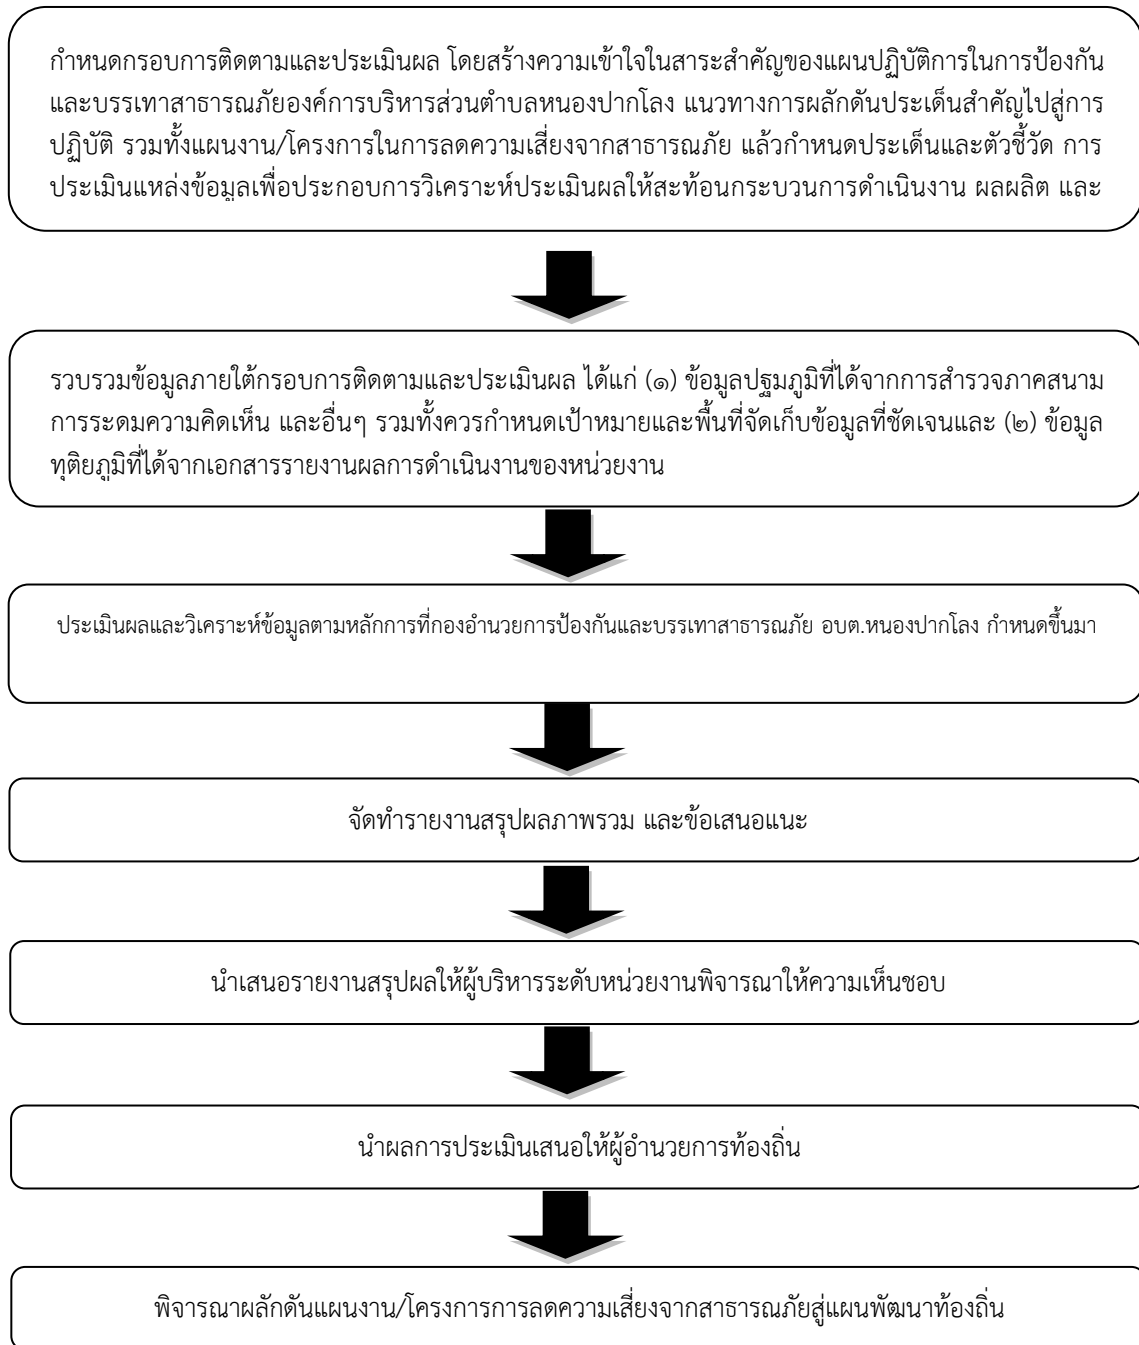 กำหนดกรอบการติดตามและประเมินผล โดยสร้างความเข้าใจในสาระสำคัญของแผนปฏิบัติการในการป้องกัน
และบรรเทาสาธารณภัยองค์การบริหารส่วนตำบลหนองปากโลง แนวทางการผลักดันประเด็นสำคัญไปสู่การ
ปฏิบัติ รวมทั้งแผนงาน/โครงการในการลดความเสี่ยงจากสาธารณภัย แล้วกำหนดประเด็นและตัวชี้วัด การ
ประเมินแหล่งข้อมูลเพื่อประกอบการวิเคราะห์ประเมินผลให้สะท้อนกระบวนการดำเนินงาน ผลผลิต และ
รวบรวมข้อมูลภายใต้กรอบการติดตามและประเมินผล ได้แก่ (๑) ข้อมูลปฐมภูมิที่ได้จากการสำรวจภาคสนาม
การระดมความคิดเห็น และอื่นๆ รวมทั้งควรกำหนดเป้าหมายและพื้นที่จัดเก็บข้อมูลที่ชัดเจนและ (๒) ข้อมูล
ทุติยภูมิที่ได้จากเอกสารรายงานผลการดำเนินงานของหน่วยงาน
ประเมินผลและวิเคราะห์ข้อมูลตามหลักการที่กองอำนวยการป้องกันและบรรเทาสาธารณภัย อบต.หนองปากโลง กำหนดขึ้นมา
จัดทำรายงานสรุปผลภาพรวม และข้อเสนอแนะ
นำเสนอรายงานสรุปผลให้ผู้บริหารระดับหน่วยงานพิจารณาให้ความเห็นชอบ
นำผลการประเมินเสนอให้ผู้อำนวยการท้องถิ่น
พิจารณาผลักดันแผนงาน/โครงการการลดความเสี่ยงจากสาธารณภัยสู่แผนพัฒนาท้องถิ่น